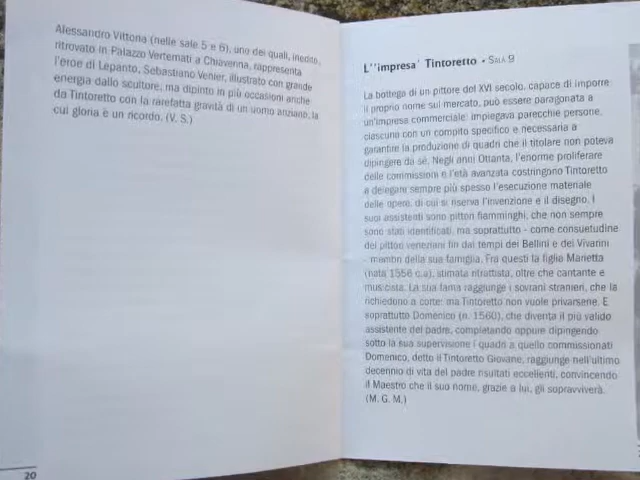 Alessandro Vittoria (nelle sale 5 e 6), uno dei quali, inedito,
ritrovato in Palazzo Vertemati a Chiavenna, rappresenta
l'eroe di Lepanto, Sebastiano Venier, illustrato con grande
energia dallo scultore, ma dipinto in più occasioni anche
da Tintoretto con la rarefatta gravità di un uomo anziano, la
cui gloria è un ricordo. (V. S.)
20
L'"impresa' Tintoretto • SALA 9
La bottega di un pittore del XVI secolo, capace di imporre
il proprio nome sul mercato, può essere paragonata a
un'impresa commerciale: impiegava parecchie persone,
ciascuna con un compito specifico e necessaria a
garantire la produzione di quadri che il titolare non poteva
dipingere da sé. Negli anni Ottanta, l'enorme proliferare
delle commissioni e l'età avanzata costringono Tintoretto
a delegare sempre più spesso l'esecuzione materiale
delle opere, di cui si riserva l'invenzione e il disegno. I
suoi assistenti sono pittori fiamminghi, che non sempre
sono stati identificati, ma soprattutto - come consuetudine
dei pittori veneziani fin dai tempi dei Bellini e dei Vivarini
- membri della sua famiglia. Fra questi la figlia Marietta
(nata 1556 c.a), stimata ritrattista, oltre che cantante e
musicista. La sua fama raggiunge i sovrani stranieri, che la
richiedono a corte: ma Tintoretto non vuole privarsene. E
soprattutto Domenico (n. 1560), che diventa il più valido
assistente del padre, completando oppure dipingendo
sotto la sua supervisione i quadri a quello commissionati
Domenico, detto il Tintoretto Giovane, raggiunge nell'ultimo
decennio di vita del padre risultati eccellenti, convincendo
il Maestro che il suo nome, grazie a lui, gli sopravviverà.
(M. G. M.)